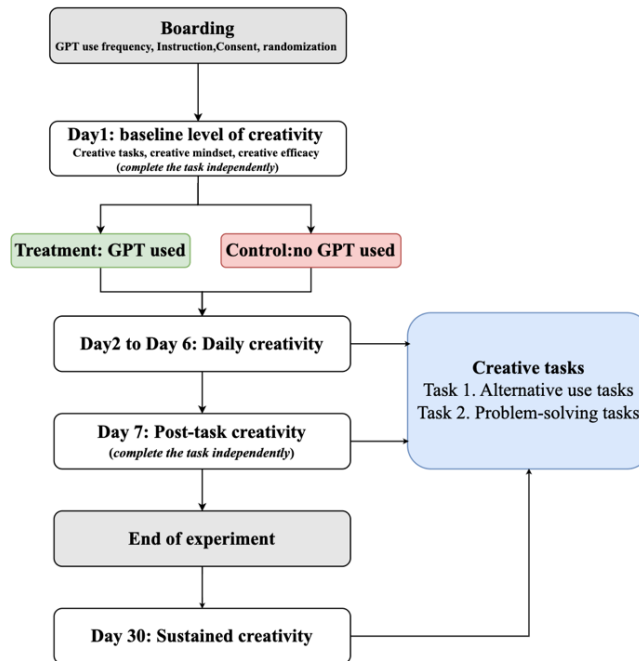 Boarding
GPT use frequency, Instruction,Consent, randomization
Day1: baseline level of creativity
Creative tasks, creative mindset, creative efficacy
(complete the task independently)
Treatment: GPT used
Control:no GPT used
Day2 to Day 6: Daily creativity
Creative tasks
Task 1. Alternative use tasks
Task 2. Problem-solving tasks
Day 7: Post-task creativity
(complete the task independently)
End of experiment
Day 30: Sustained creativity